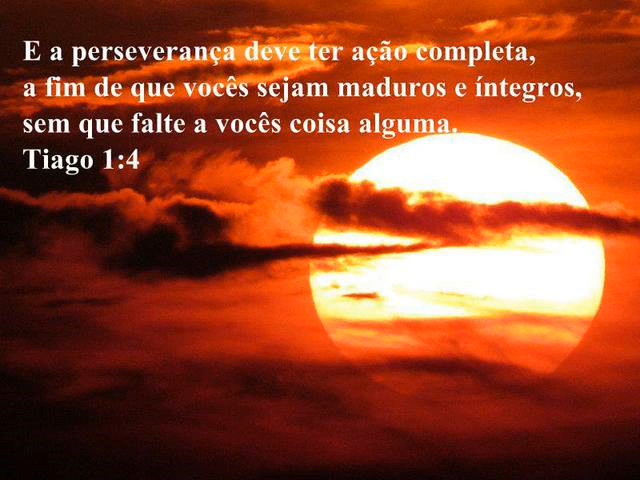 E a perseverança deve ter ação completa,
a fim de que vocês sejam maduros e íntegros,
sem que falte a vocês coisa alguma.
Tiago 1:4